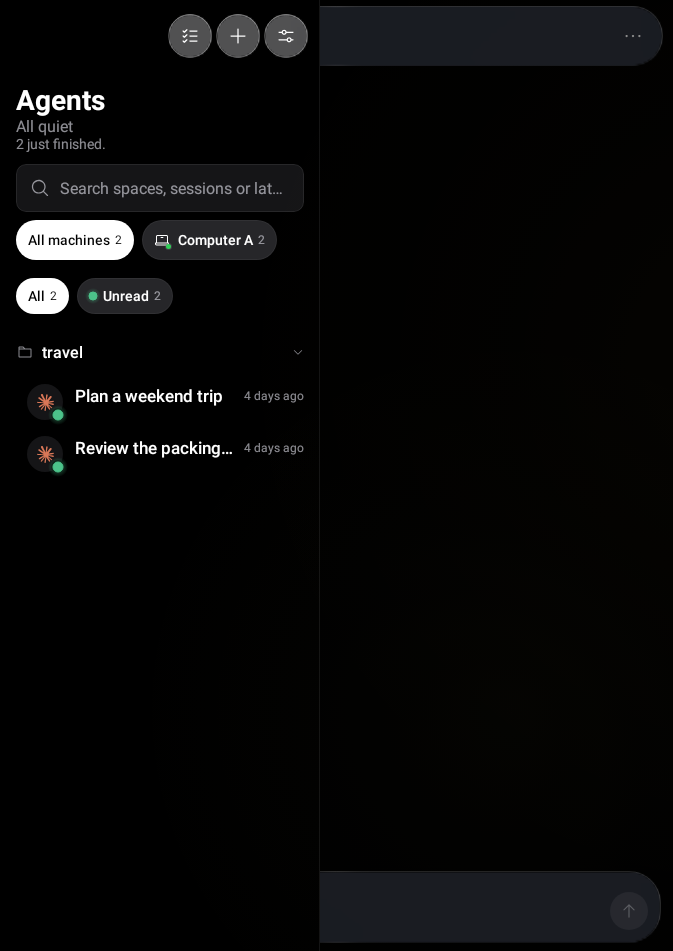 Agents
All quiet
2 just finished.
Search spaces, sessions or lat...
All machines 2
Computer A 2
All 2
Unread 2
travel
Plan a weekend trip 4 days ago
Review the packing... 4 days ago